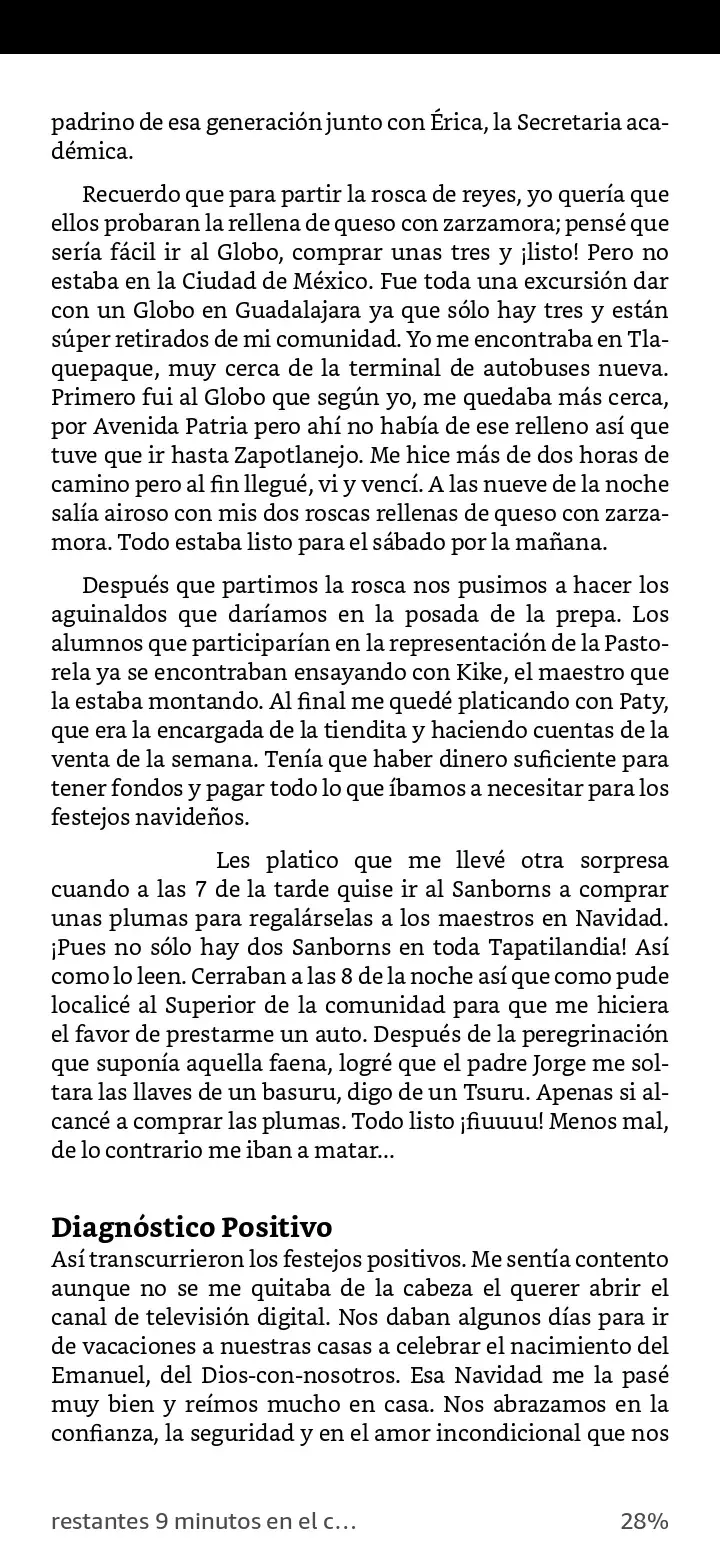 padrino de esa generación junto con Érica, la Secretaria aca-
démica.
Recuerdo que para partir la rosca de reyes, yo quería que
ellos probaran la rellena de queso con zarzamora; pensé que
sería fácil ir al Globo, comprar unas tres y ¡listo! Pero no
estaba en la Ciudad de México. Fue toda una excursión dar
con un Globo en Guadalajara ya que sólo hay tres y están
súper retirados de mi comunidad. Yo me encontraba en Tla-
quepaque, muy cerca de la terminal de autobuses nueva.
Primero fui al Globo que según yo, me quedaba más cerca,
por Avenida Patria pero ahí no había de ese relleno así que
tuve que ir hasta Zapotlanejo. Me hice más de dos horas de
camino pero al fin llegué, vi y vencí. A las nueve de la noche
salía airoso con mis dos roscas rellenas de queso con zarza-
mora. Todo estaba listo para el sábado por la mañana.
Después que partimos la rosca nos pusimos a hacer los
aguinaldos que daríamos en la posada de la prepa. Los
alumnos que participarían en la representación de la Pasto-
rela ya se encontraban ensayando con Kike, el maestro que
la estaba montando. Al final me quedé platicando con Paty,
que era la encargada de la tiendita y haciendo cuentas de la
venta de la semana. Tenía que haber dinero suficiente para
tener fondos y pagar todo lo que íbamos a necesitar para los
festejos navideños.
Les platico que me llevé otra sorpresa
cuando a las 7 de la tarde quise ir al Sanborns a comprar
unas plumas para regalárselas a los maestros en Navidad.
¡Pues no sólo hay dos Sanborns en toda Tapatilandia! Así
como lo leen. Cerraban a las 8 de la noche así que como pude
localicé al Superior de la comunidad para que me hiciera
el favor de prestarme un auto. Después de la peregrinación
que suponía aquella faena, logré que el padre Jorge me sol-
tara las llaves de un basuru, digo de un Tsuru. Apenas si al-
cancé a comprar las plumas. Todo listo ¡fiuuuu! Menos mal,
de lo contrario me iban a matar...
Diagnóstico Positivo
Así transcurrieron los festejos positivos. Me sentía contento
aunque no se me quitaba de la cabeza el querer abrir el
canal de televisión digital. Nos daban algunos días para ir
de vacaciones a nuestras casas a celebrar el nacimiento del
Emanuel, del Dios-con-nosotros. Esa Navidad me la pasé
muy bien y reímos mucho en casa. Nos abrazamos en la
confianza, la seguridad y en el amor incondicional que nos
restantes 9 minutos en el c... 28%